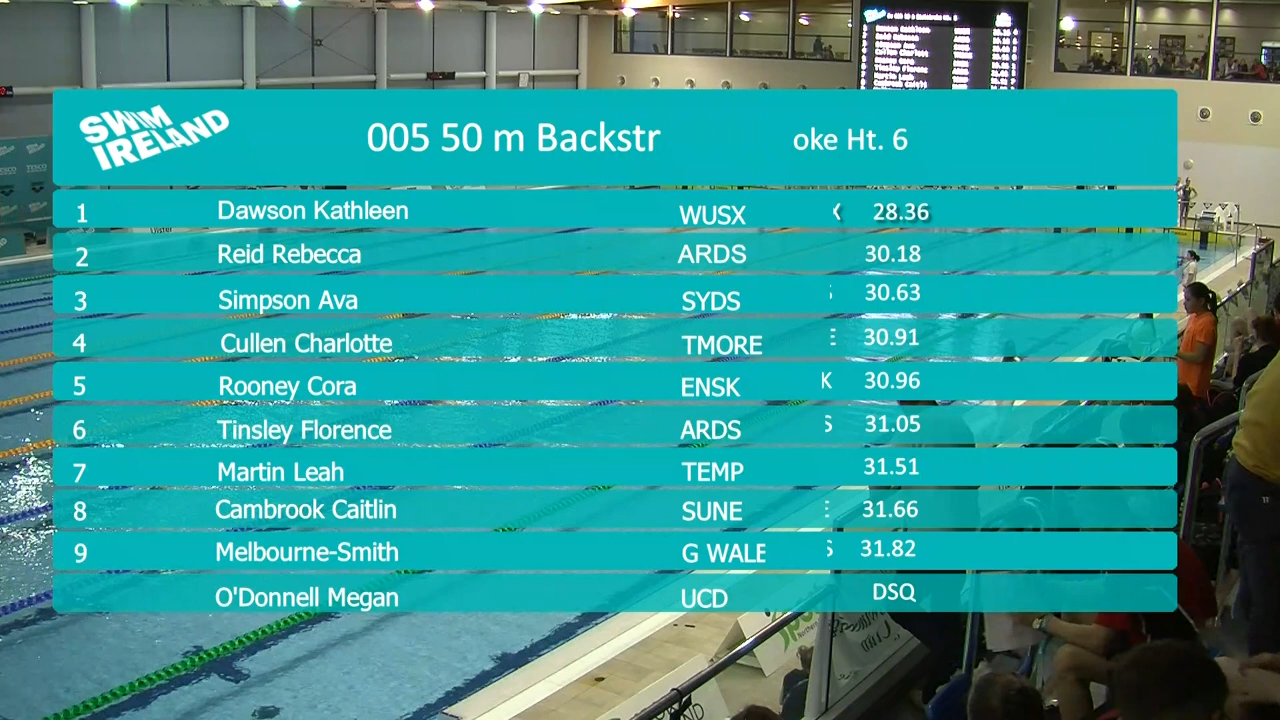 SWIM IRELAND
005 50 m Backstr oke Ht. 6
1 Dawson Kathleen WUSX X 28.36
2 Reid Rebecca ARDS 30.18
3 Simpson Ava SYDS S 30.63
4 Cullen Charlotte TMORE E 30.91
5 Rooney Cora ENSK K 30.96
6 Tinsley Florence ARDS S 31.05
7 Martin Leah TEMP 31.51
8 Cambrook Caitlin SUNE E 31.66
9 Melbourne-Smith G WALE S 31.82
O'Donnell Megan UCD DSQ